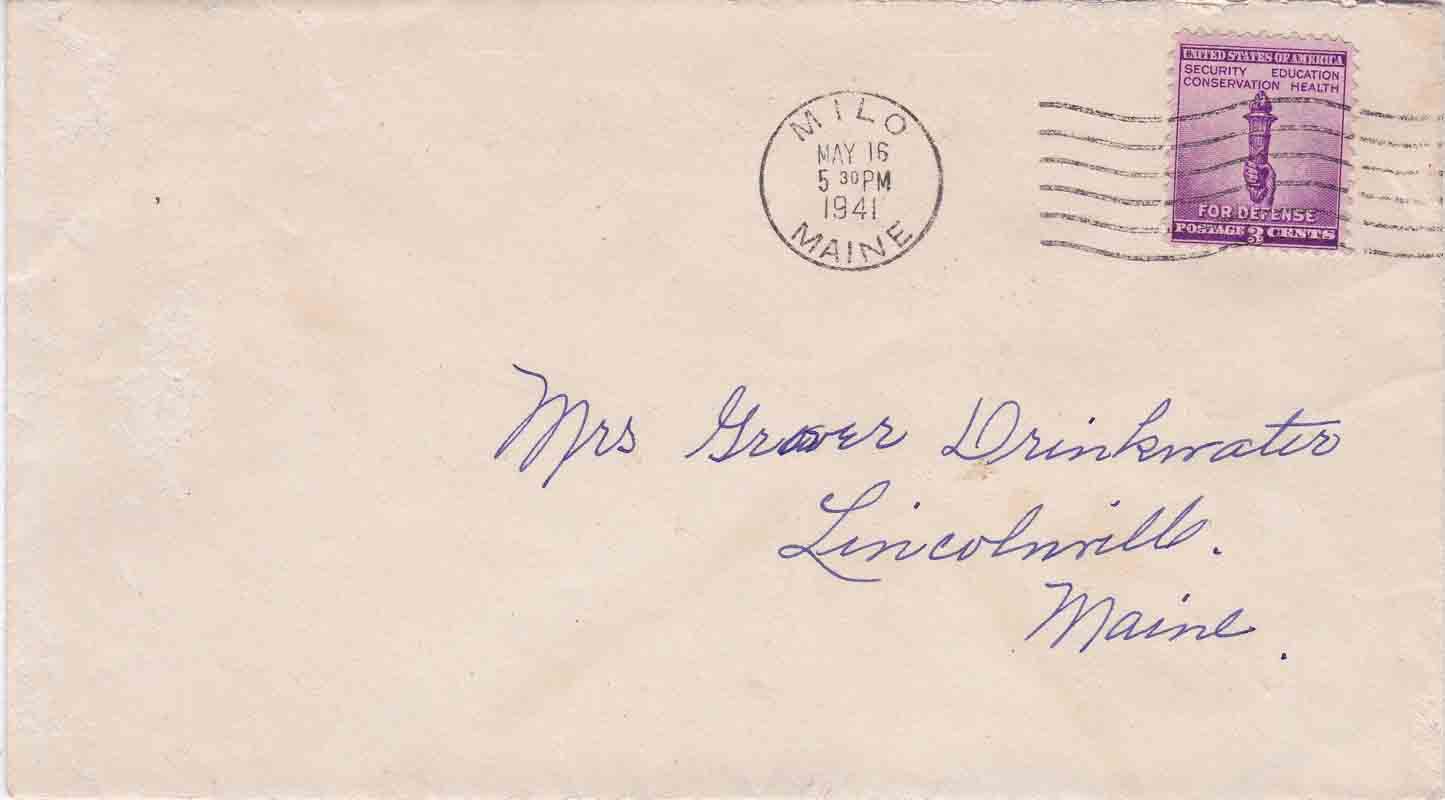 MILO
MAY 16
5 30 PM
1941
MAINE
UNITED STATES OF AMERICA
SECURITY EDUCATION
CONSERVATION HEALTH
FOR DEFENSE
POSTAGE 3 CENTS
Mrs Grover Drinkwater
Lincolnville.
Maine.